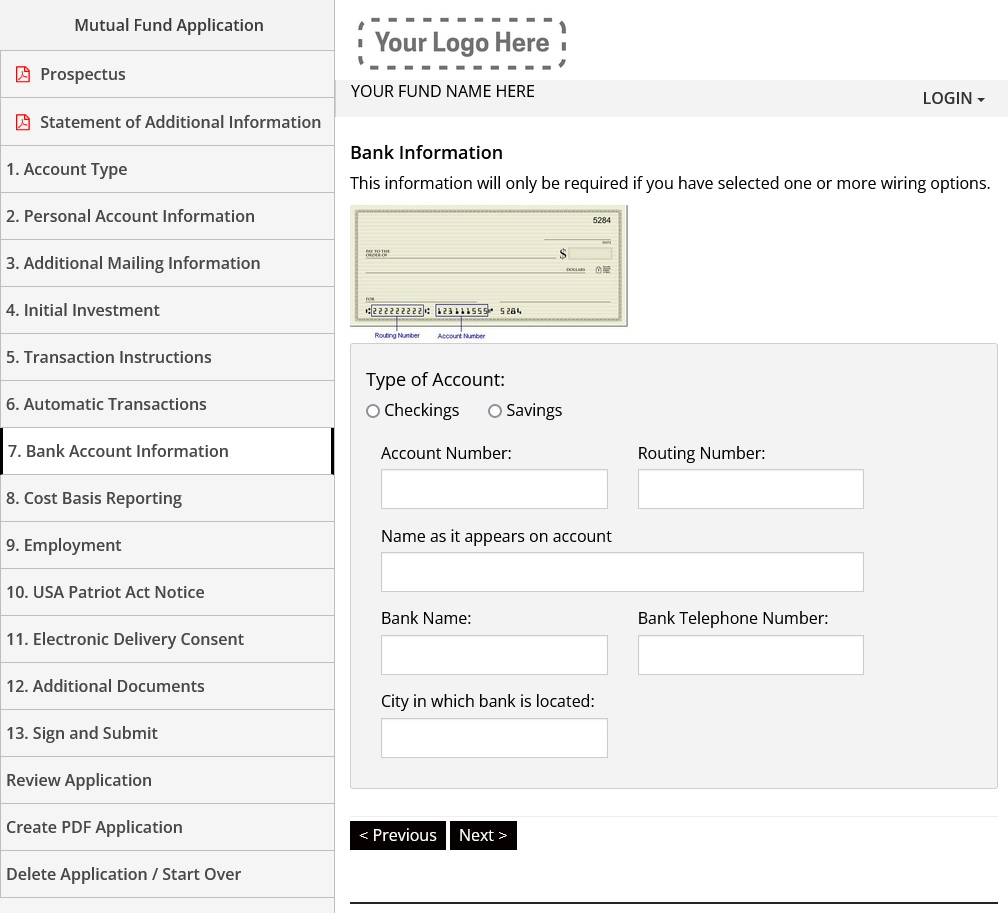 Mutual Fund Application
Prospectus
Statement of Additional Information
1. Account Type
2. Personal Account Information
3. Additional Mailing Information
4. Initial Investment
5. Transaction Instructions
6. Automatic Transactions
7. Bank Account Information
8. Cost Basis Reporting
9. Employment
10. USA Patriot Act Notice
11. Electronic Delivery Consent
12. Additional Documents
13. Sign and Submit
Review Application
Create PDF Application
Delete Application / Start Over
Your Logo Here
YOUR FUND NAME HERE
LOGIN
Bank Information
This information will only be required if you have selected one or more wiring options.
5284
DATE
PAY TO THE
ORDER OF
$
DOLLARS
FOR
222222222 123111555 5284
Routing Number Account Number
Type of Account:
Checkings Savings
Account Number: Routing Number:
Name as it appears on account
Bank Name: Bank Telephone Number:
City in which bank is located:
< Previous Next >